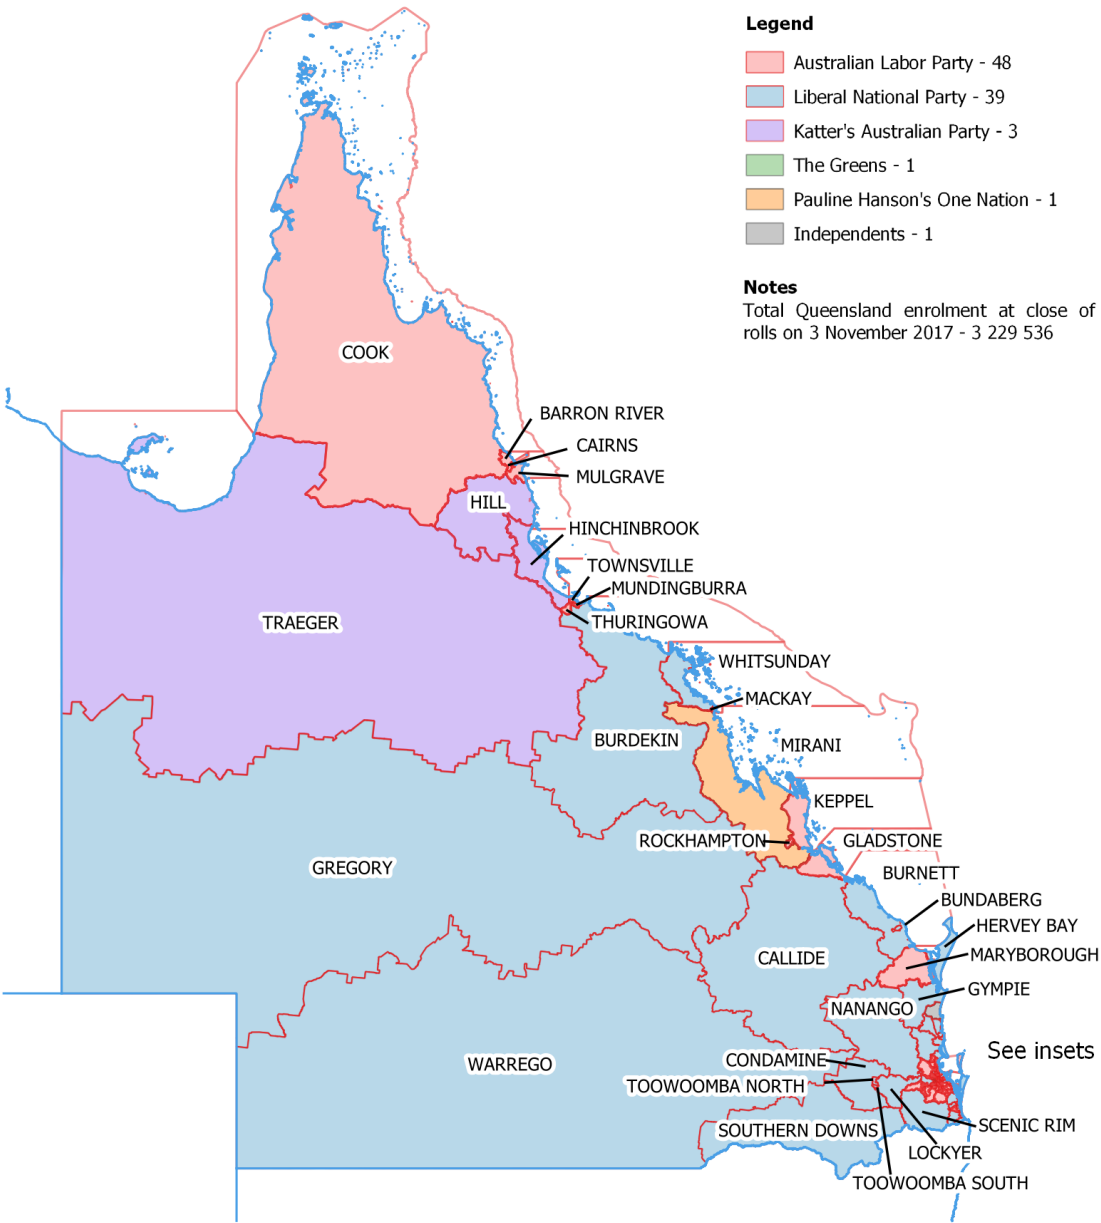 Legend
Australian Labor Party - 48
Liberal National Party - 39
Katter's Australian Party - 3
The Greens - 1
Pauline Hanson's One Nation - 1
Independents - 1
Notes
Total Queensland enrolment at close of
rolls on 3 November 2017 - 3 229 536
COOK
BARRON RIVER
CAIRNS
MULGRAVE
HILL
HINCHINBROOK
TOWNSVILLE
MUNDINGBURRA
THURINGOWA
TRAEGER
WHITSUNDAY
MACKAY
BURDEKIN
MIRANI
KEPPEL
ROCKHAMPTON
GLADSTONE
GREGORY
BURNETT
BUNDABERG
HERVEY BAY
MARYBOROUGH
CALLIDE
GYMPIE
NANANGO
See insets
CONDAMINE
WARREGO
TOOWOOMBA NORTH
SCENIC RIM
SOUTHERN DOWNS
LOCKYER
TOOWOOMBA SOUTH